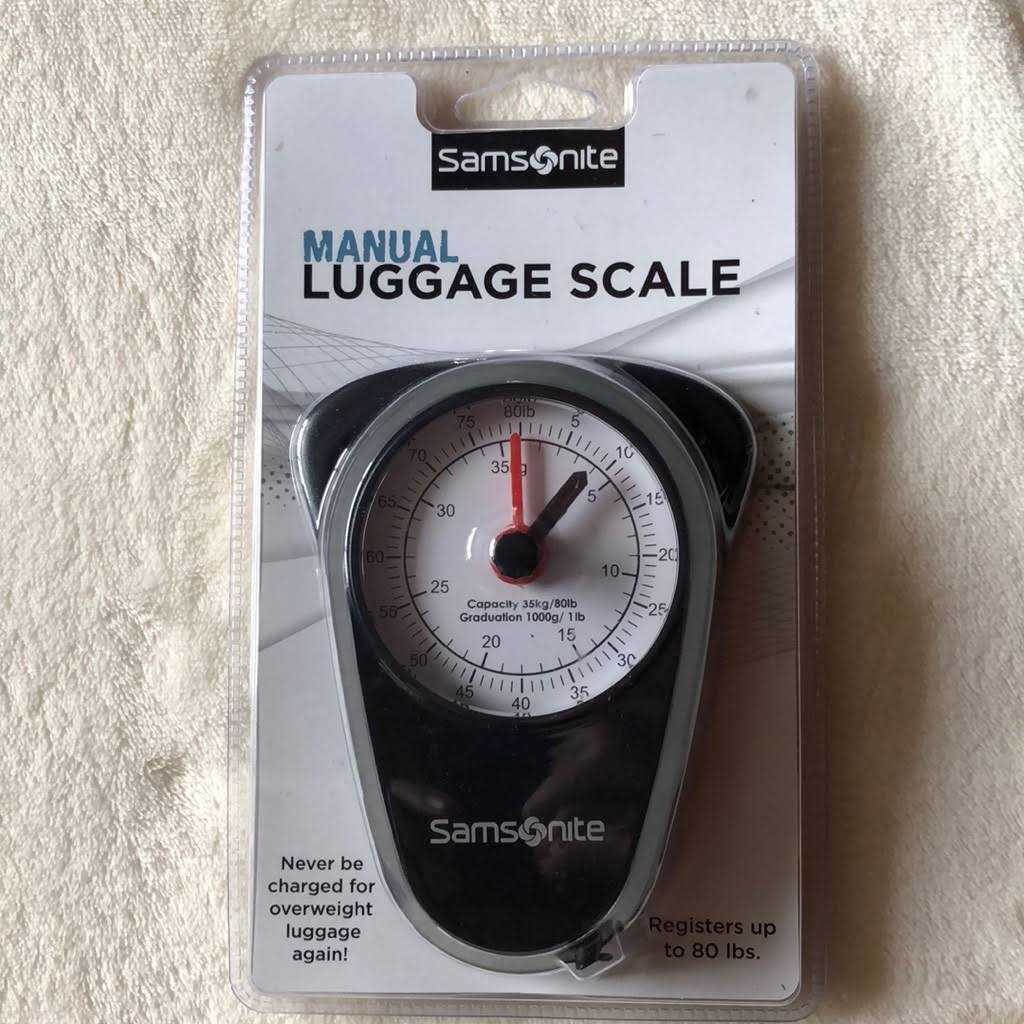 Samsonite
MANUAL
LUGGAGE SCALE
80lb
75
5
70
10
35kg
5
65
15
30
60
10
20
25
55
25
Capacity 35kg/80lb
Graduation 1000g/ 1lb
20
15
50
30
45
35
40
Samsonite
Never be
charged for
overweight
luggage
again!
Registers up
to 80 lbs.